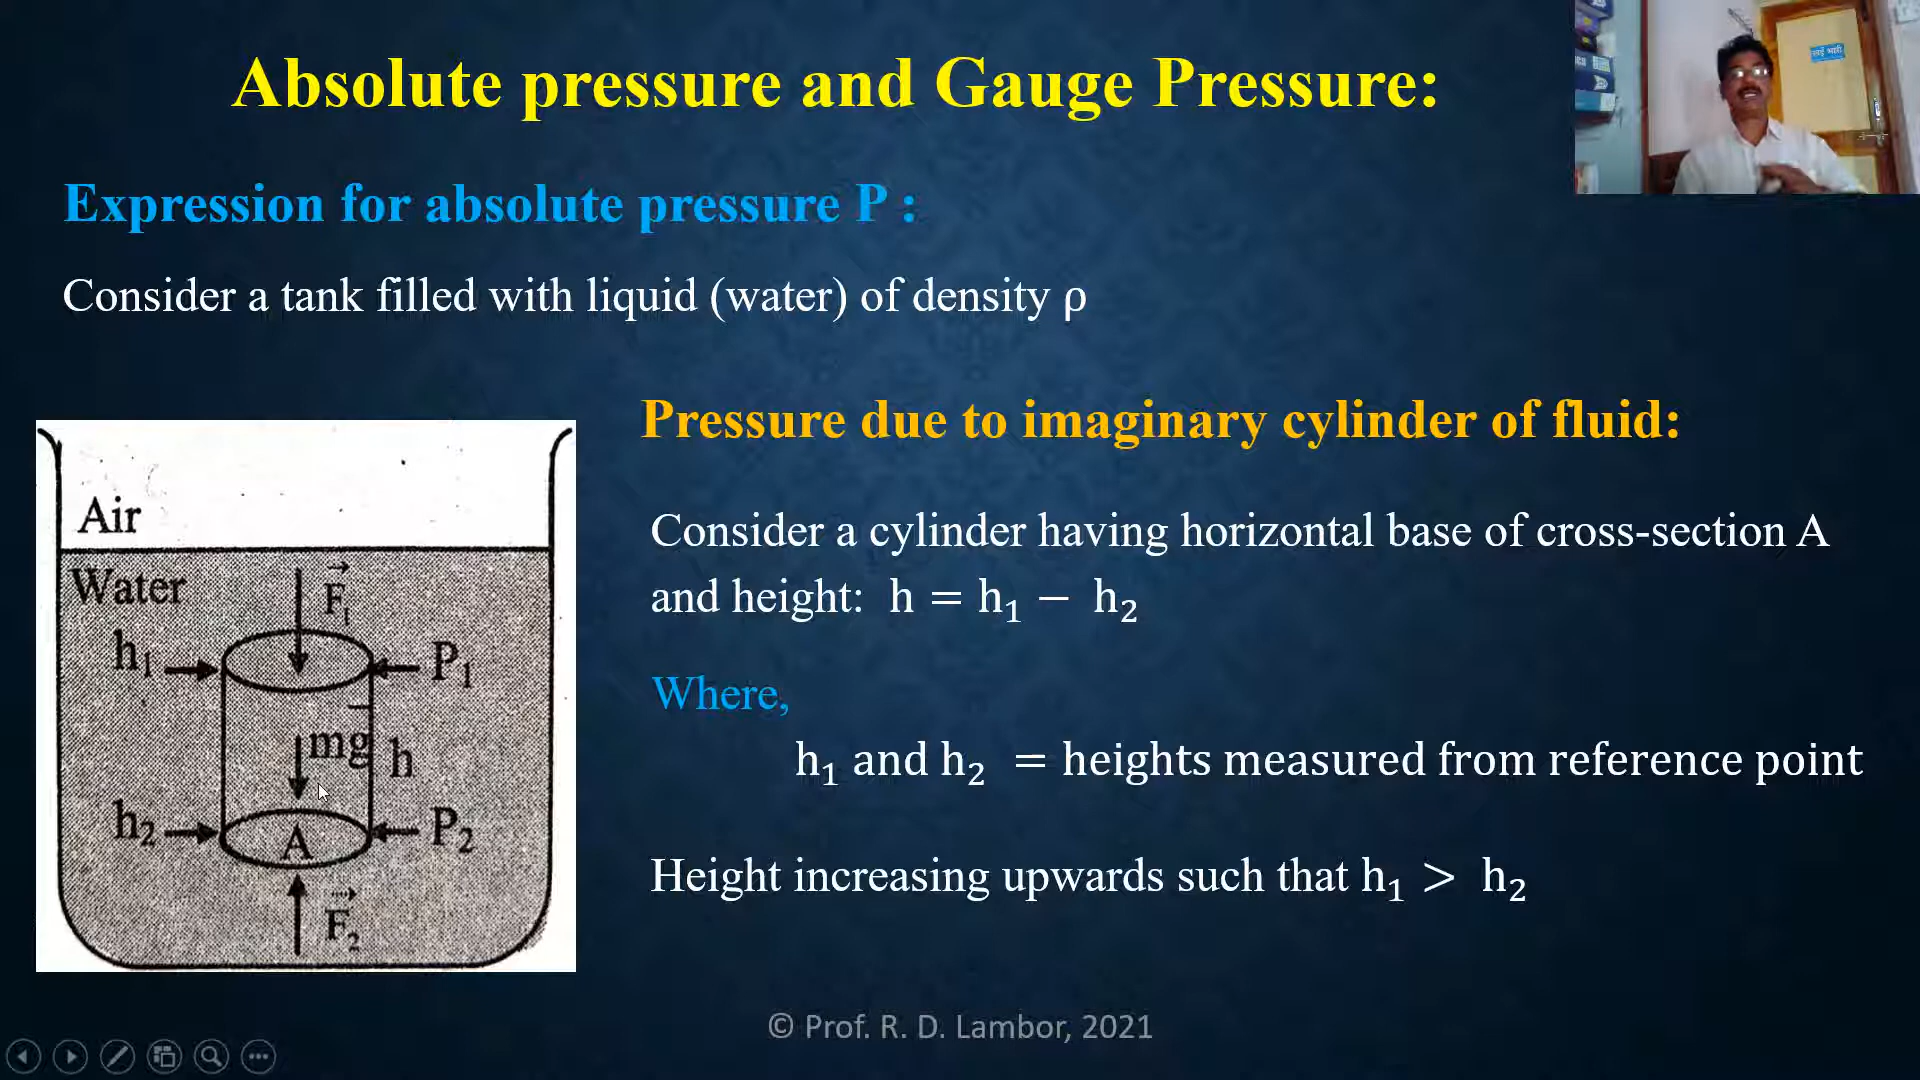 Absolute pressure and Gauge Pressure:
Expression for absolute pressure P :
Consider a tank filled with liquid (water) of density ρ
Pressure due to imaginary cylinder of fluid:
Consider a cylinder having horizontal base of cross-section A
and height: h = h₁ − h₂
Where,
h₁ and h₂ = heights measured from reference point
Height increasing upwards such that h₁ > h₂
Air
Water
F₁
h₁
P₁
mg
h
h₂
A
P₂
F₂
© Prof. R. D. Lambor, 2021